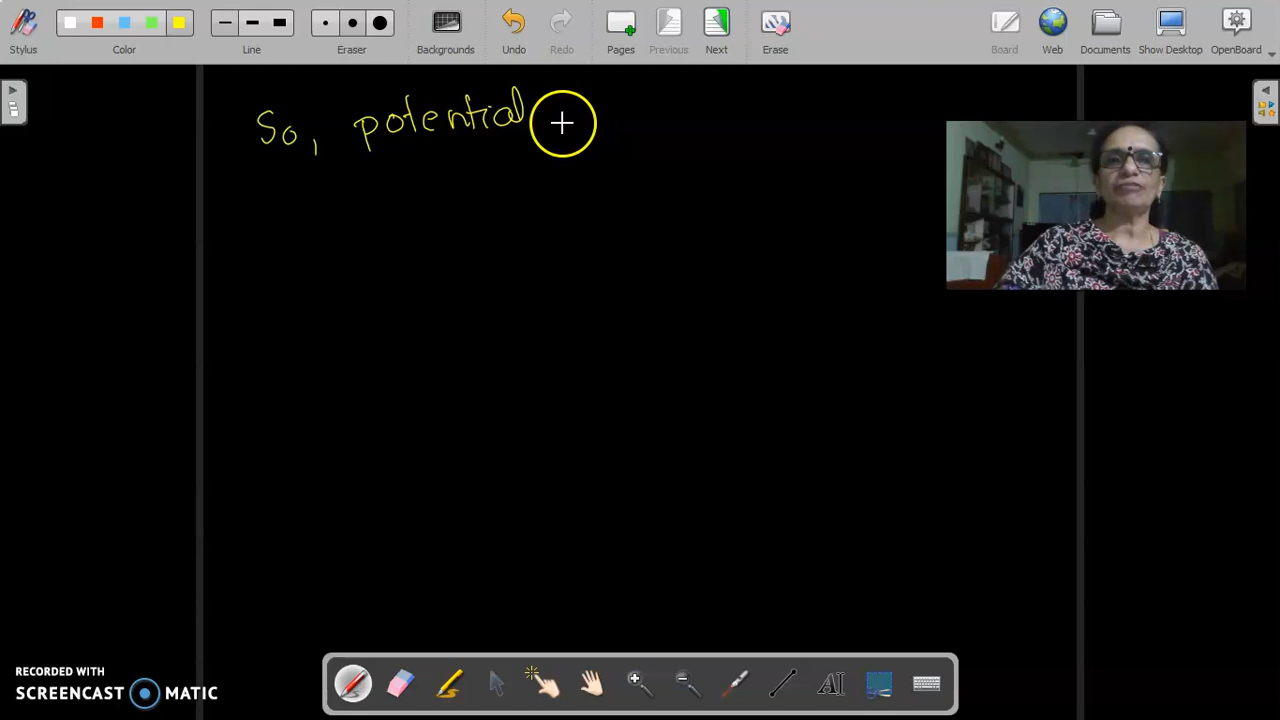 Stylus Color Line Eraser Backgrounds Undo Redo Pages Previous Next Erase Board Web Documents Show Desktop OpenBoard
So, potential
AI
RECORDED WITH
SCREENCAST MATIC